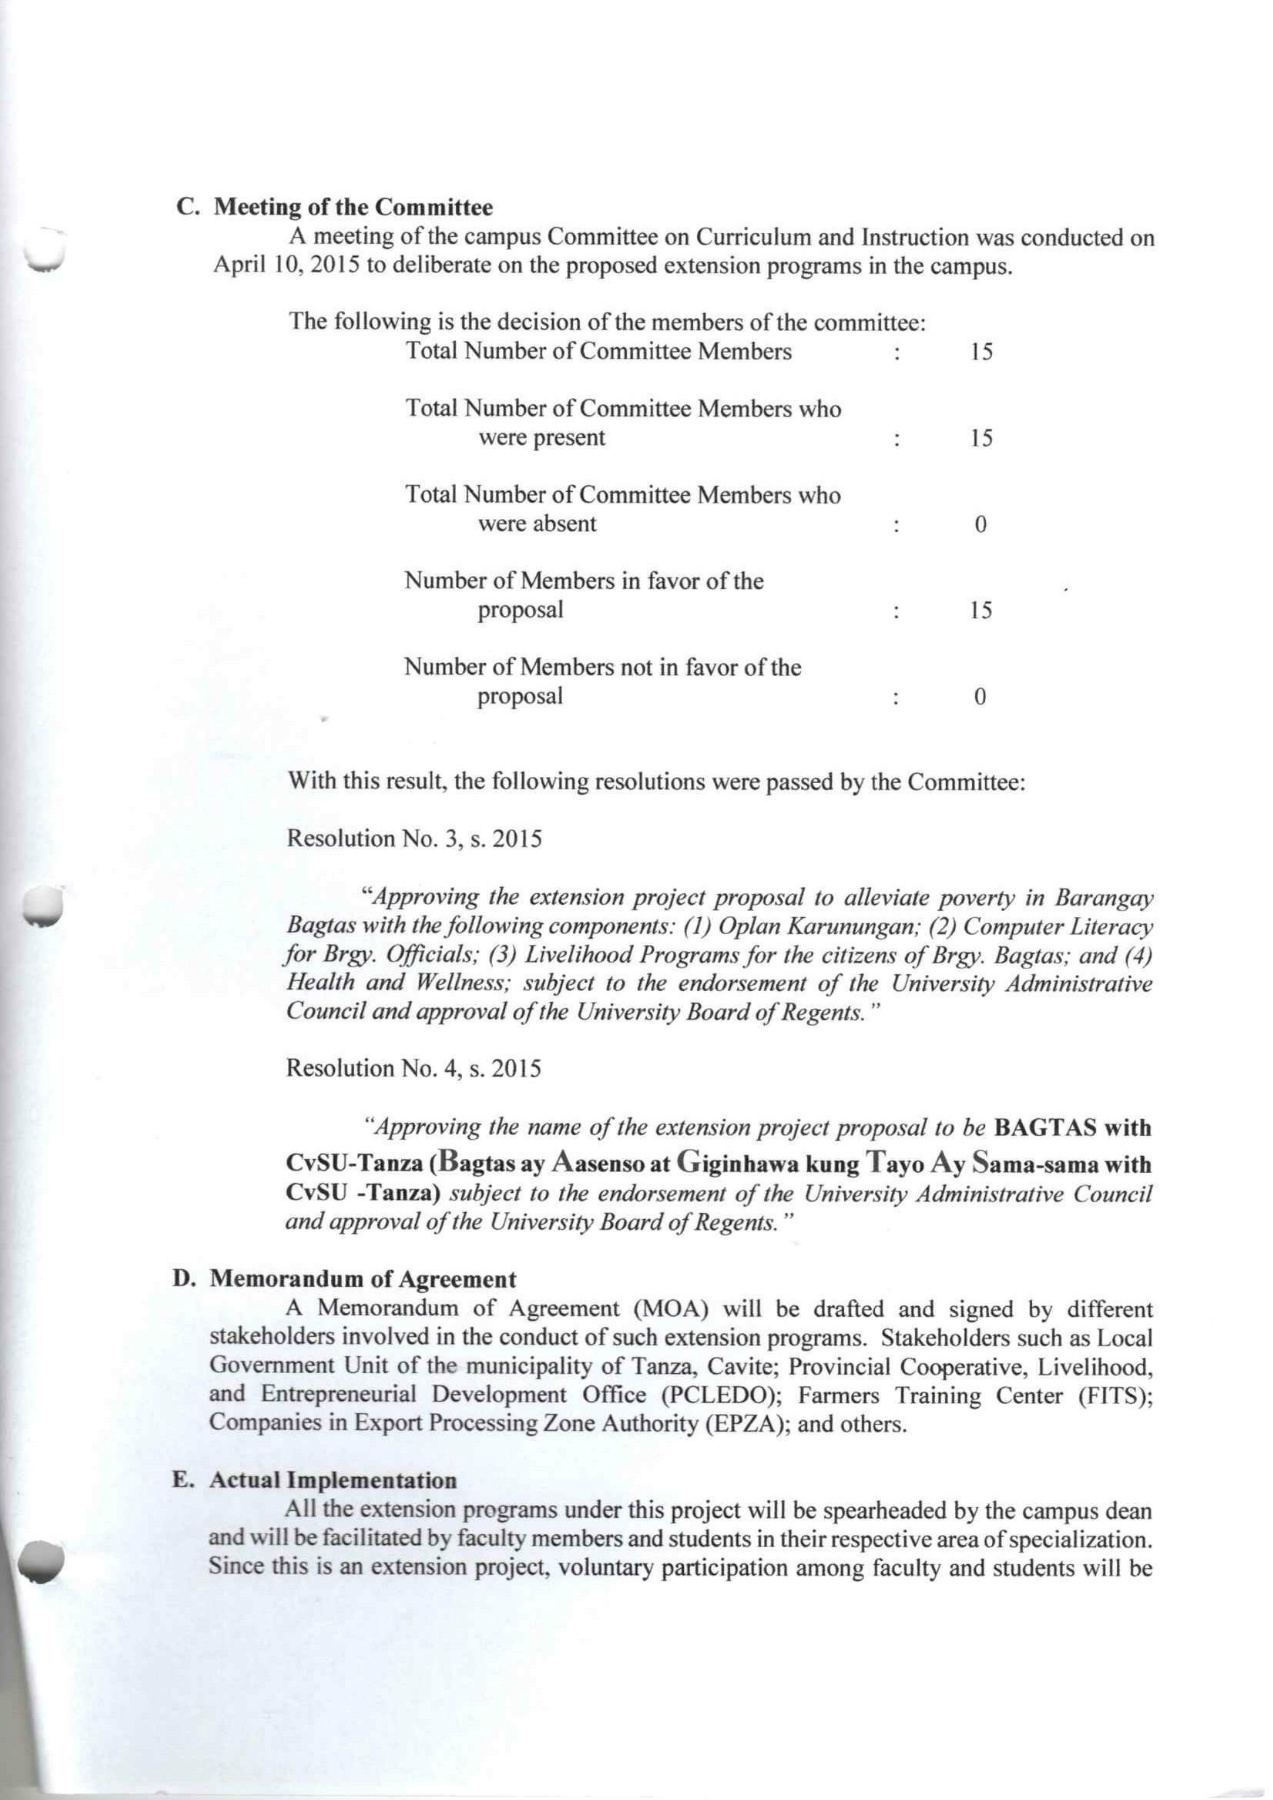 C. Meeting of the Committee
A meeting of the campus Committee on Curriculum and Instruction was conducted on
April 10, 2015 to deliberate on the proposed extension programs in the campus.
The following is the decision of the members of the committee:
Total Number of Committee Members : 15
Total Number of Committee Members who
were present : 15
Total Number of Committee Members who
were absent : 0
Number of Members in favor of the
proposal : 15
Number of Members not in favor of the
proposal : 0
With this result, the following resolutions were passed by the Committee:
Resolution No. 3, s. 2015
“Approving the extension project proposal to alleviate poverty in Barangay
Bagtas with the following components: (1) Oplan Karunungan; (2) Computer Literacy
for Brgy. Officials; (3) Livelihood Programs for the citizens of Brgy. Bagtas; and (4)
Health and Wellness; subject to the endorsement of the University Administrative
Council and approval of the University Board of Regents.”
Resolution No. 4, s. 2015
“Approving the name of the extension project proposal to be BAGTAS with
CvSU-Tanza (Bagtas ay Aasenso at Giginhawa kung Tayo Ay Sama-sama with
CvSU -Tanza) subject to the endorsement of the University Administrative Council
and approval of the University Board of Regents.”
D. Memorandum of Agreement
A Memorandum of Agreement (MOA) will be drafted and signed by different
stakeholders involved in the conduct of such extension programs. Stakeholders such as Local
Government Unit of the municipality of Tanza, Cavite; Provincial Cooperative, Livelihood,
and Entrepreneurial Development Office (PCLEDO); Farmers Training Center (FITS);
Companies in Export Processing Zone Authority (EPZA); and others.
E. Actual Implementation
All the extension programs under this project will be spearheaded by the campus dean
and will be facilitated by faculty members and students in their respective area of specialization.
Since this is an extension project, voluntary participation among faculty and students will be